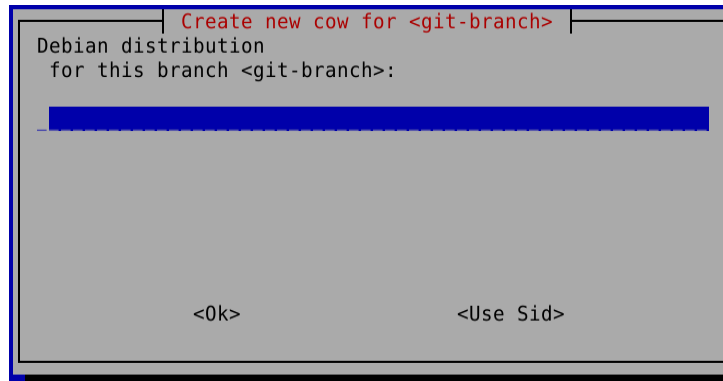 Create new cow for <git-branch>
Debian distribution
for this branch <git-branch>:
<Ok> <Use Sid>